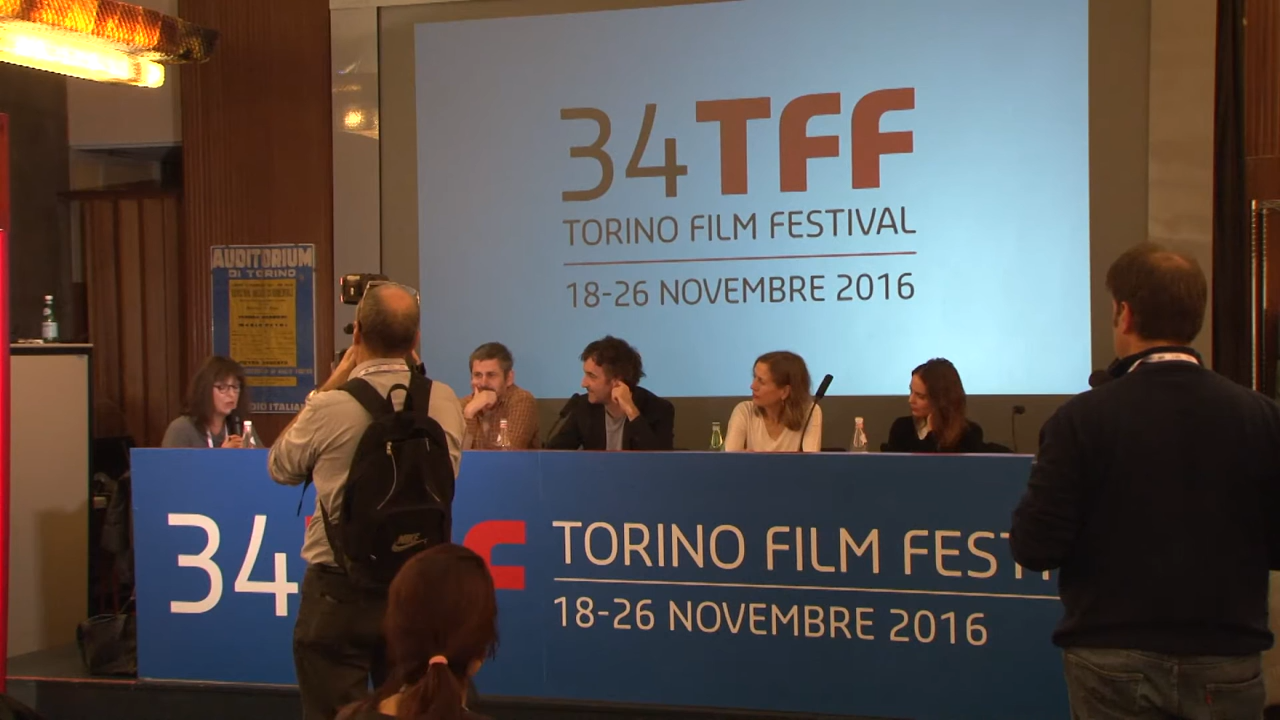 34TFF
TORINO FILM FESTIVAL
18-26 NOVEMBRE 2016
AUDITORIUM
DI TORINO
34 F
TORINO FILM FEST
18-26 NOVEMBRE 2016
NIKE